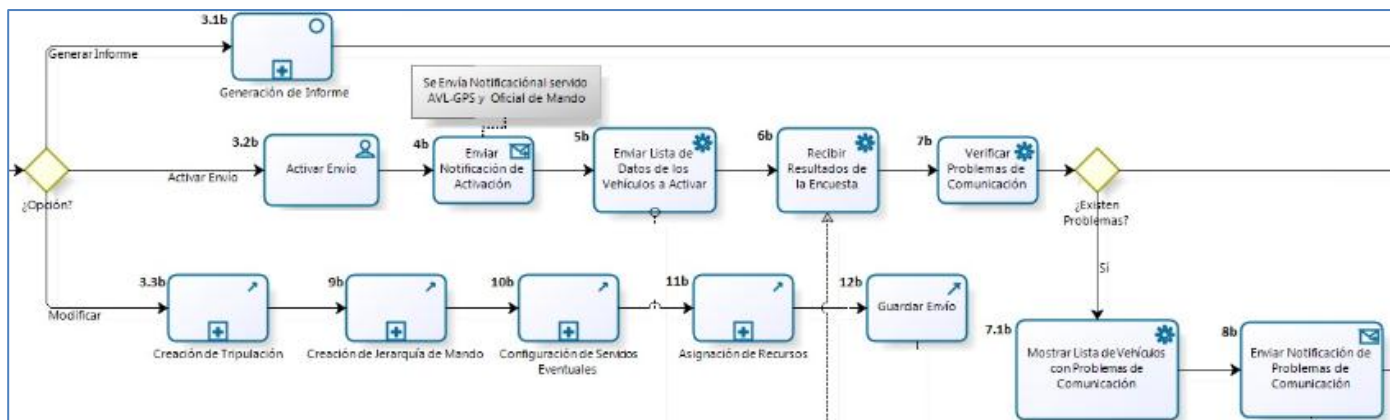 3.1b
Generar Informe
Generación de Informe
Se Envía Notificaciónal servido
AVL-GPS y Oficial de Mando
3.2b
Activar Envío
4b
Enviar
Notificación de
Activación
5b
Enviar Lista de
Datos de los
Vehículos a Activar
6b
Recibir
Resultados de
la Encuesta
7b
Verificar
Problemas de
Comunicación
Activar Envio
¿Opción?
¿Existen
Problemas?
Sí
3.3b
Modificar
Creación de Tripulación
9b
Creación de Jerarquía de Mando
10b
Configuración de Servicios
Eventuales
11b
Asignación de Recursos
12b
Guardar Envío
7.1b
Mostrar Lista de Vehículos
con Problemas de
Comunicación
8b
Enviar Notificación de
Problemas de
Comunicación